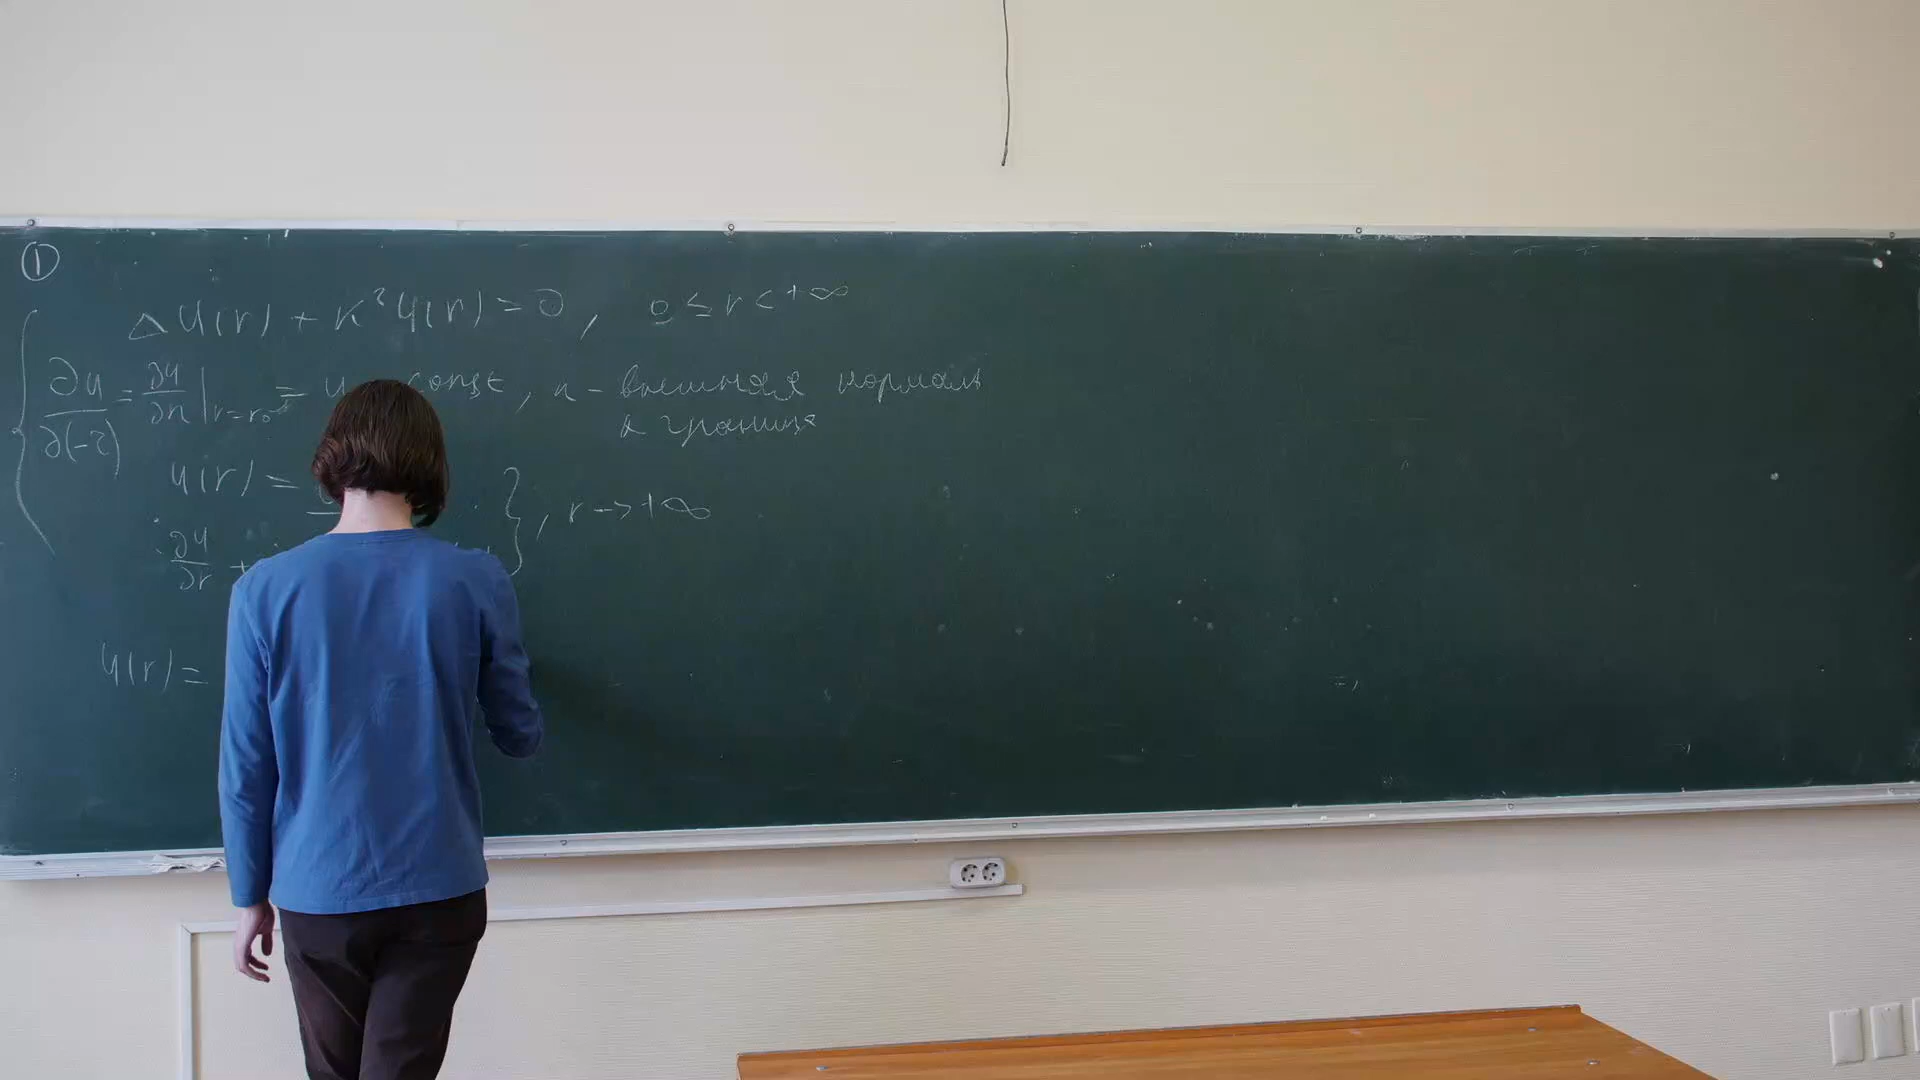 ①
Δu(r) + k²u(r) = 0, 0 ≤ r < +∞
∂u/∂(-r) = ∂u/∂n|r=r₀ = u const, n - внешняя нормаль
к границе
u(r) =
}, r → +∞
∂u/∂r +
u(r) =